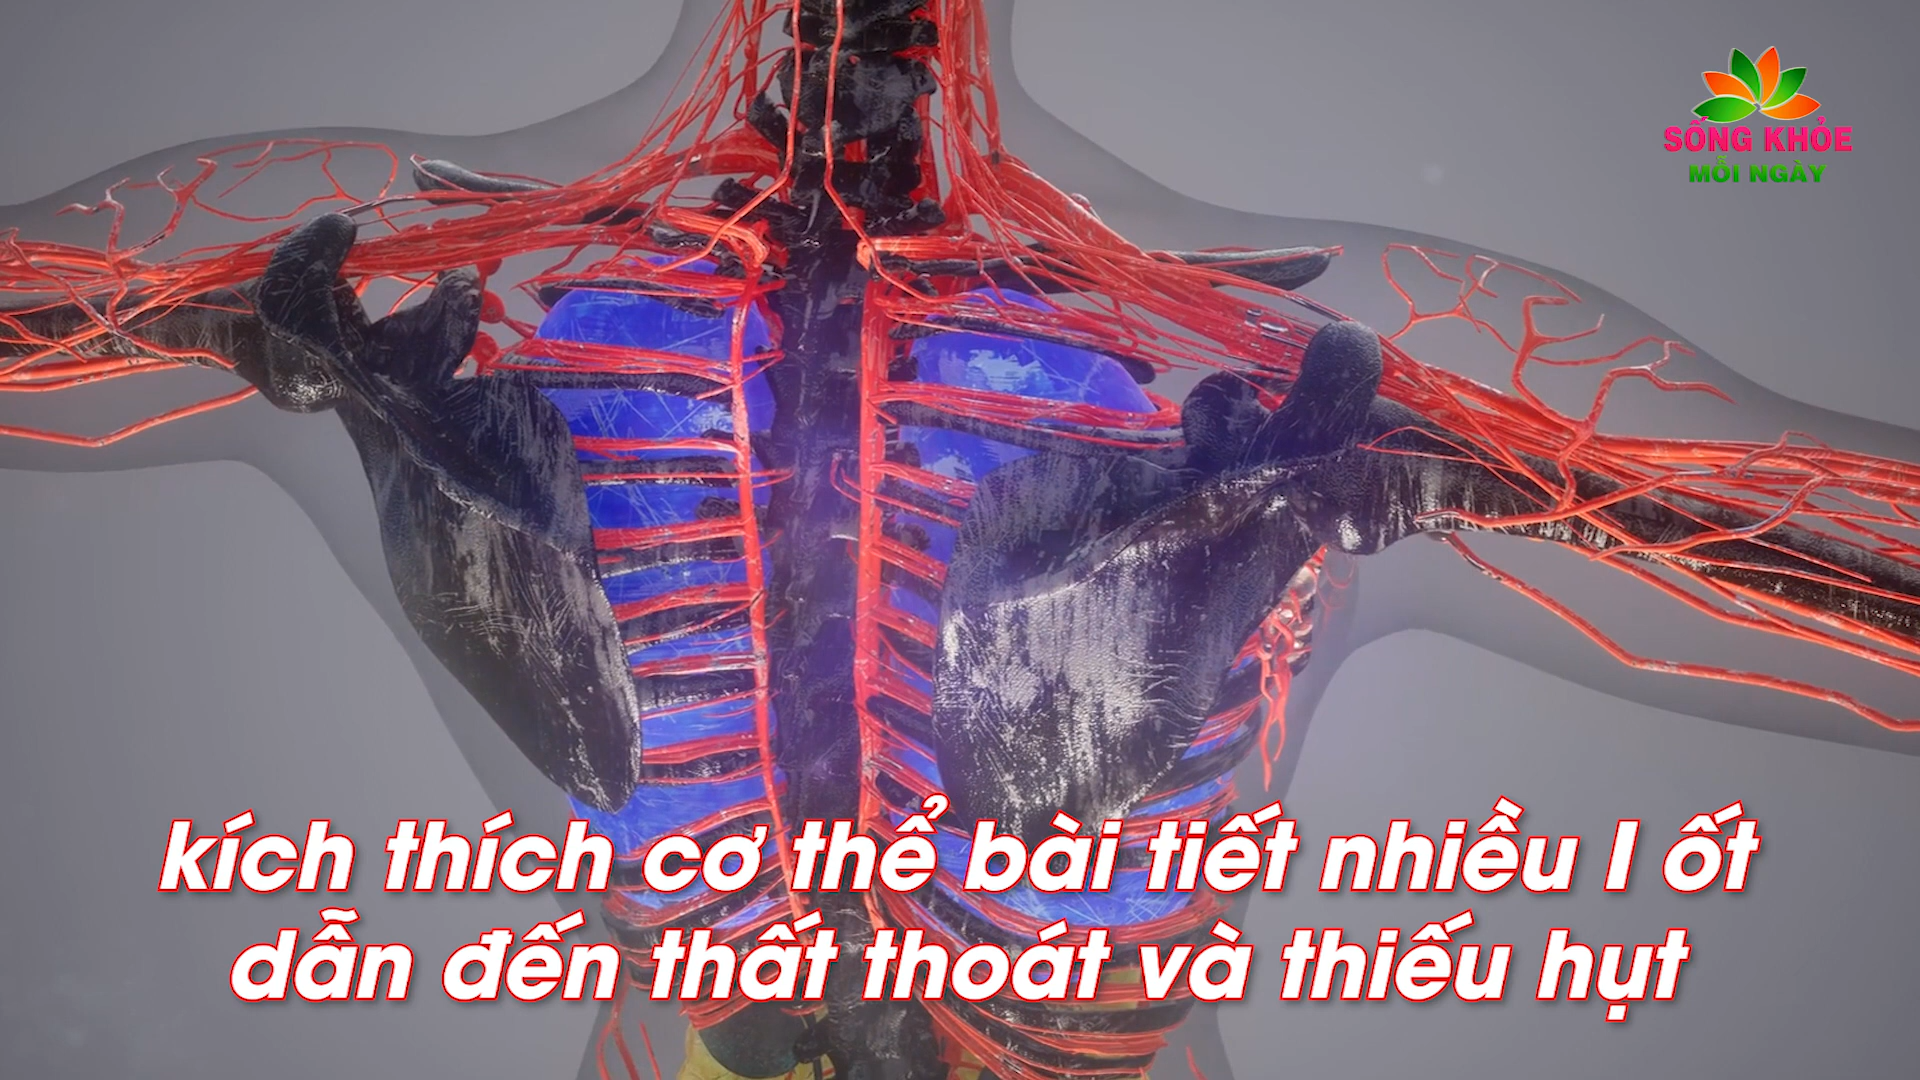 SỐNG KHỎE
MỖI NGÀY
kích thích cơ thể bài tiết nhiều I ốt
dẫn đến thất thoát và thiếu hụt